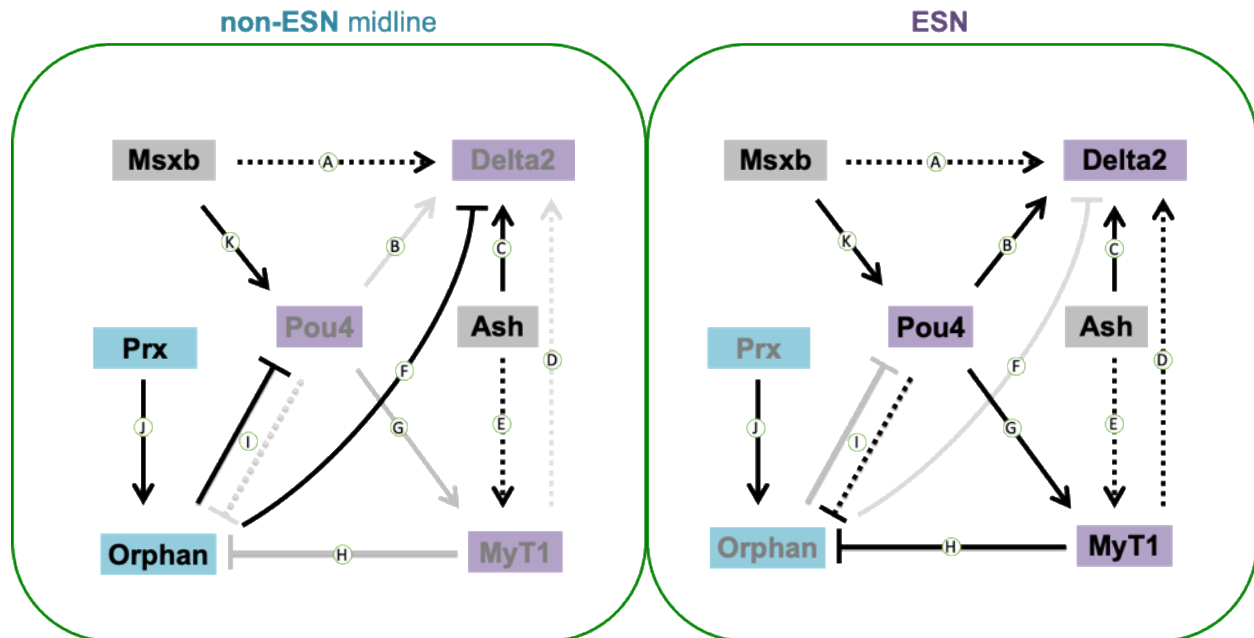 non-ESN midline
ESN
Msxb
A
Delta2
K
B
C
Pou4
Ash
Prx
F
D
J
I
G
E
Orphan
H
MyT1
Msxb
A
Delta2
K
B
C
Pou4
Ash
Prx
F
D
J
I
G
E
Orphan
H
MyT1